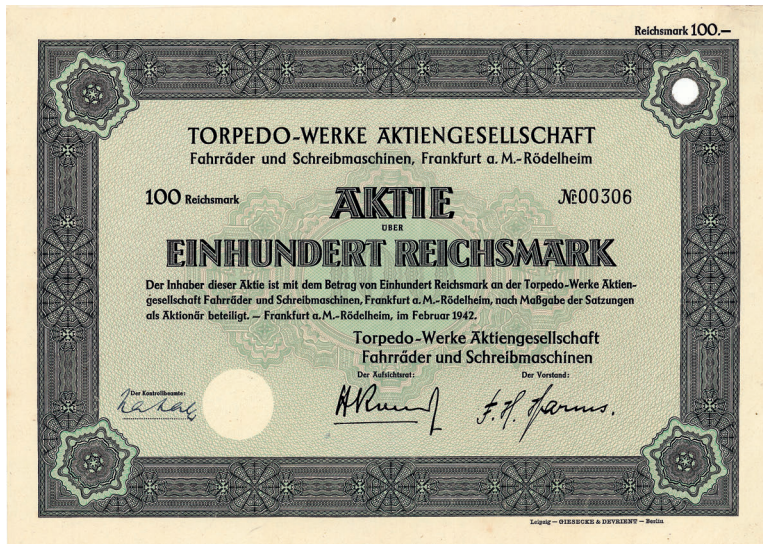 Reichsmark 100.—
TORPEDO-WERKE AKTIENGESELLSCHAFT
Fahrräder und Schreibmaschinen, Frankfurt a. M.-Rödelheim
100 Reichsmark
AKTIE
№ 00306
ÜBER
EINHUNDERT REICHSMARK
Der Inhaber dieser Aktie ist mit dem Betrag von Einhundert Reichsmark an der Torpedo-Werke Aktien-
gesellschaft Fahrräder und Schreibmaschinen, Frankfurt a. M.-Rödelheim, nach Maßgabe der Satzungen
als Aktionär beteiligt. — Frankfurt a. M.-Rödelheim, im Februar 1942.
Torpedo-Werke Aktiengesellschaft
Fahrräder und Schreibmaschinen
Der Aufsichtsrat:
Der Vorstand:
Der Kontrollbeamte:
F. H. Harms.
Leipzig — GIESECKE & DEVRIENT — Berlin